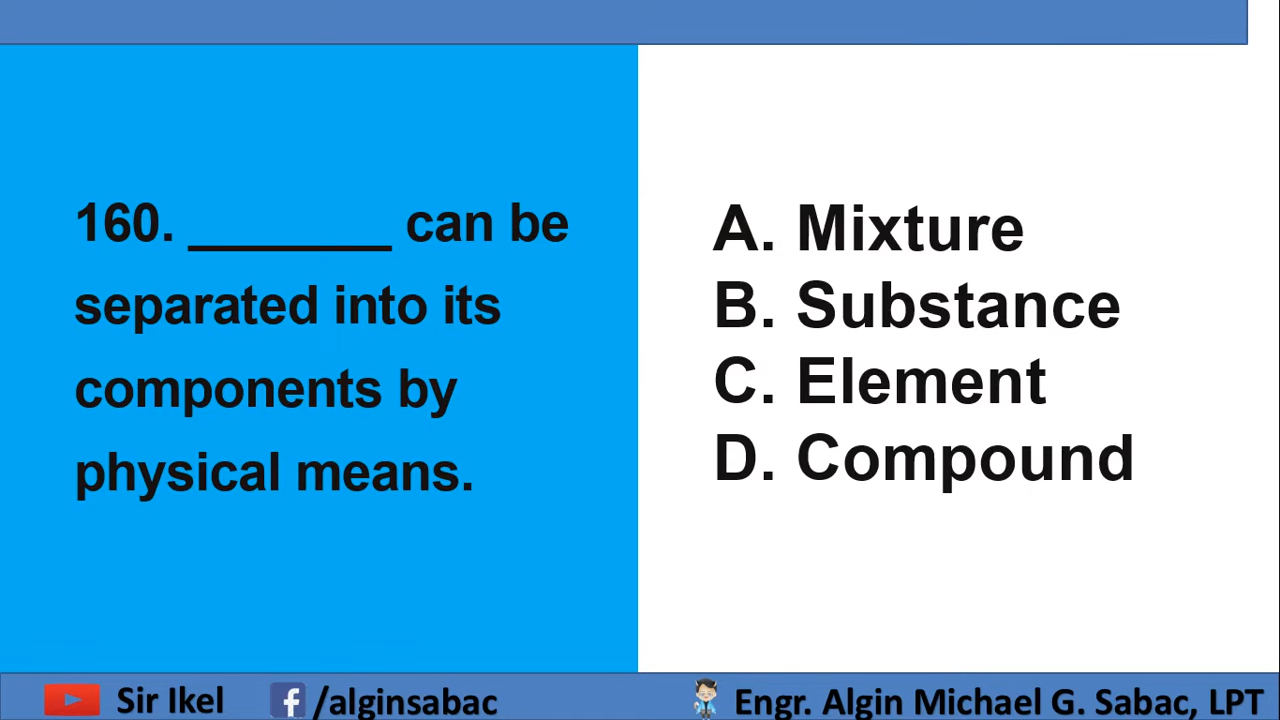 160. ________ can be
separated into its
components by
physical means.
A. Mixture
B. Substance
C. Element
D. Compound
Sir Ikel
/alginsabac
Engr. Algin Michael G. Sabac, LPT